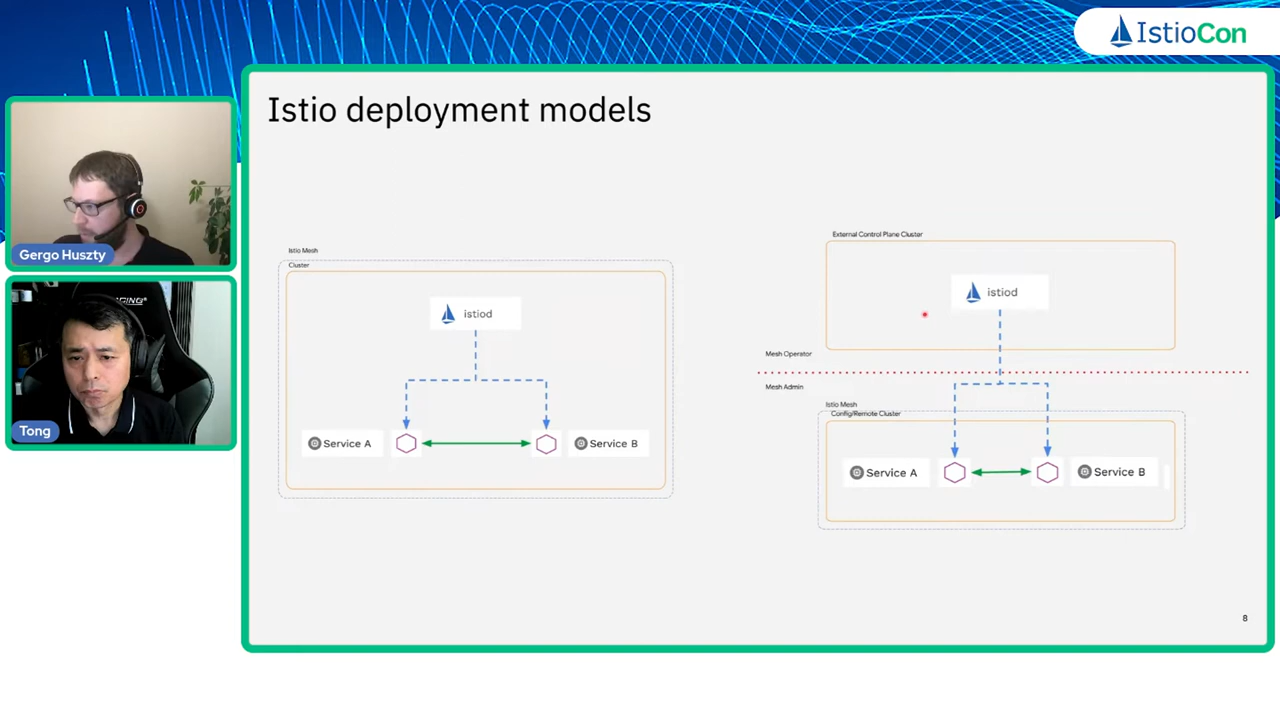 IstioCon
Istio deployment models
Gergo Huszty
Tong
Istio Mesh
Cluster
istiod
Service A
Service B
External Control Plane Cluster
istiod
Mesh Operator
Mesh Admin
Istio Mesh
Config/Remote Cluster
Service A
Service B
8